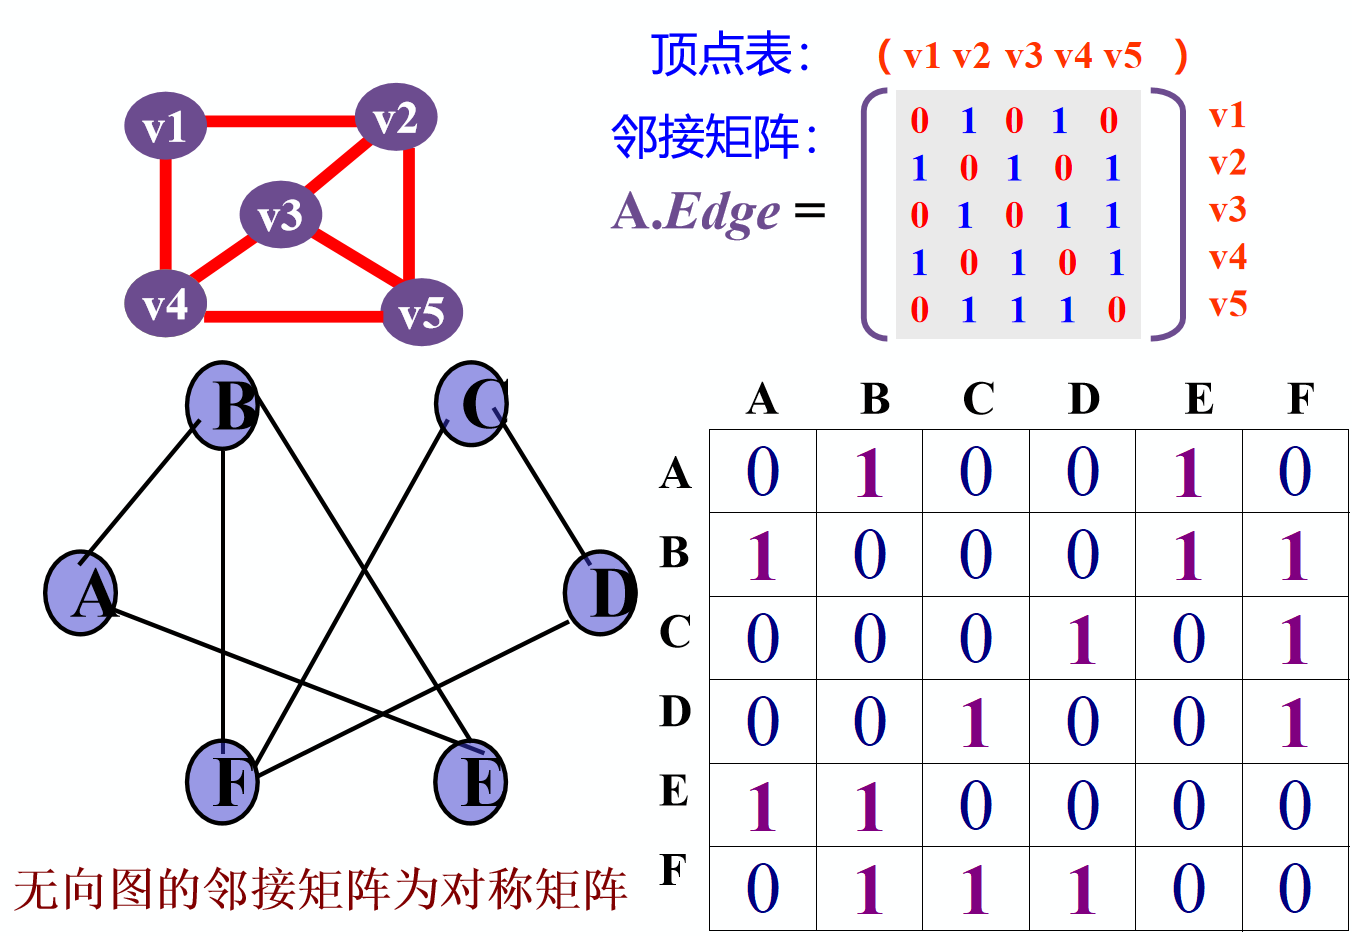 顶点表： ( v1 v2 v3 v4 v5 )
邻接矩阵：
A.Edge =
0 1 0 1 0 v1
1 0 1 0 1 v2
0 1 0 1 1 v3
1 0 1 0 1 v4
0 1 1 1 0 v5
v1 v2
v3
v4 v5
B C
A D
F E
A B C D E F
A 0 1 0 0 1 0
B 1 0 0 0 1 1
C 0 0 0 1 0 1
D 0 0 1 0 0 1
E 1 1 0 0 0 0
F 0 1 1 1 0 0
无向图的邻接矩阵为对称矩阵